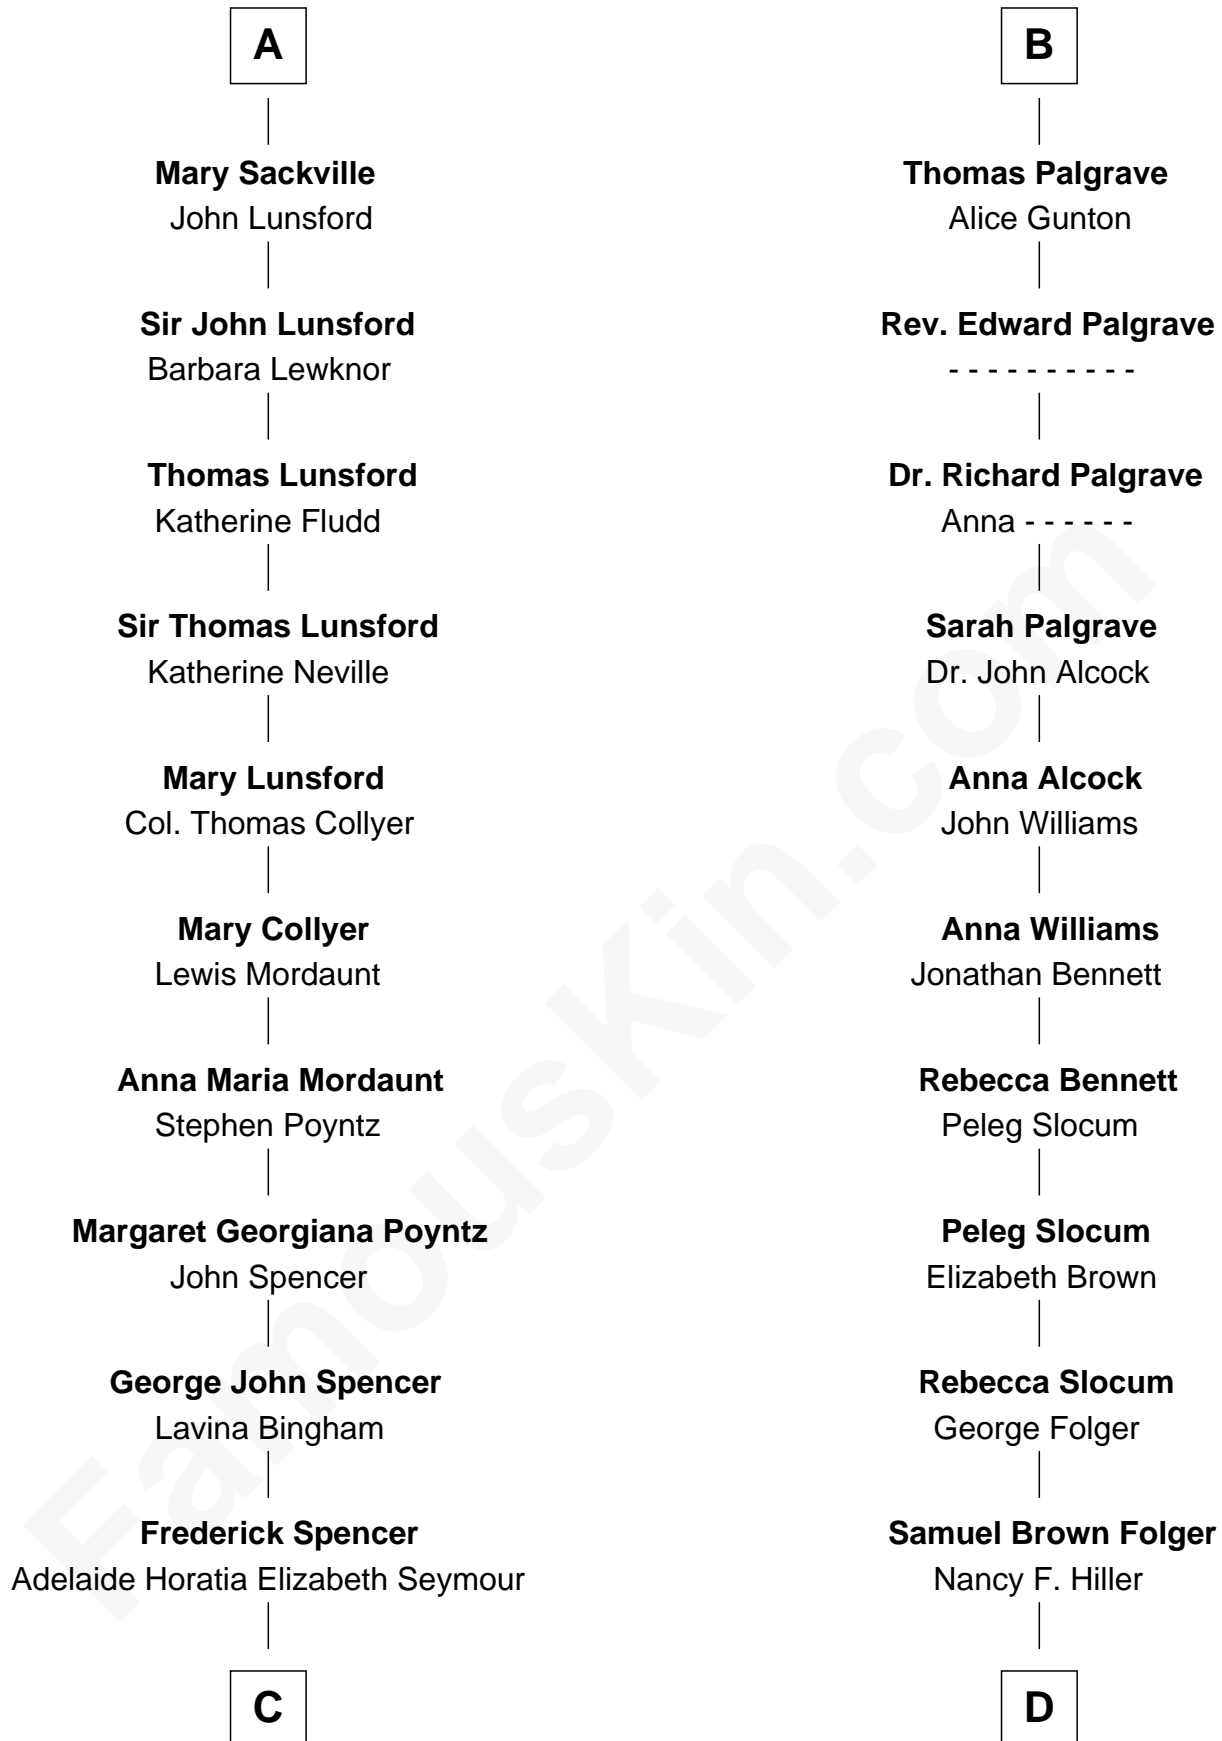 A
Mary Sackville
John Lunsford
Sir John Lunsford
Barbara Lewknor
Thomas Lunsford
Katherine Fludd
Sir Thomas Lunsford
Katherine Neville
Mary Lunsford
Col. Thomas Collyer
Mary Collyer
Lewis Mordaunt
Anna Maria Mordaunt
Stephen Poyntz
Margaret Georgiana Poyntz
John Spencer
George John Spencer
Lavina Bingham
Frederick Spencer
Adelaide Horatia Elizabeth Seymour
C
B
Thomas Palgrave
Alice Gunton
Rev. Edward Palgrave
- - - - - - - - - -
Dr. Richard Palgrave
Anna - - - - - -
Sarah Palgrave
Dr. John Alcock
Anna Alcock
John Williams
Anna Williams
Jonathan Bennett
Rebecca Bennett
Peleg Slocum
Peleg Slocum
Elizabeth Brown
Rebecca Slocum
George Folger
Samuel Brown Folger
Nancy F. Hiller
D
FamousKin.com